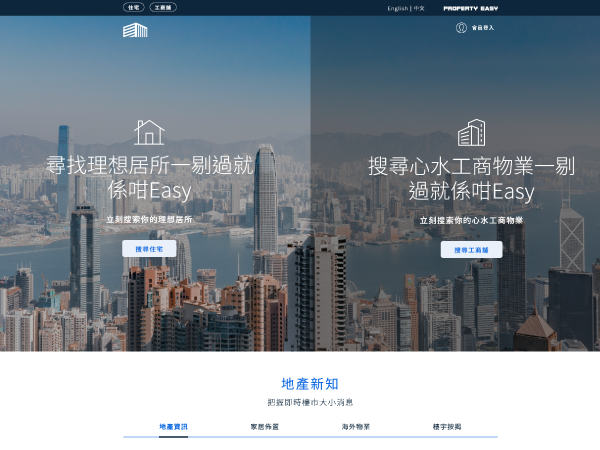 住宅
工商舖
English | 中文
PROPERTY EASY
會員登入
尋找理想居所一剔過就
係咁Easy
立刻搜索你的理想居所
搜尋住宅
搜尋心水工商物業一剔
過就係咁Easy
立刻搜索你的心水工商物業
搜尋工商舖
地產新知
把握即時樓市大小消息
地產資訊
家居佈置
海外物業
樓宇按揭